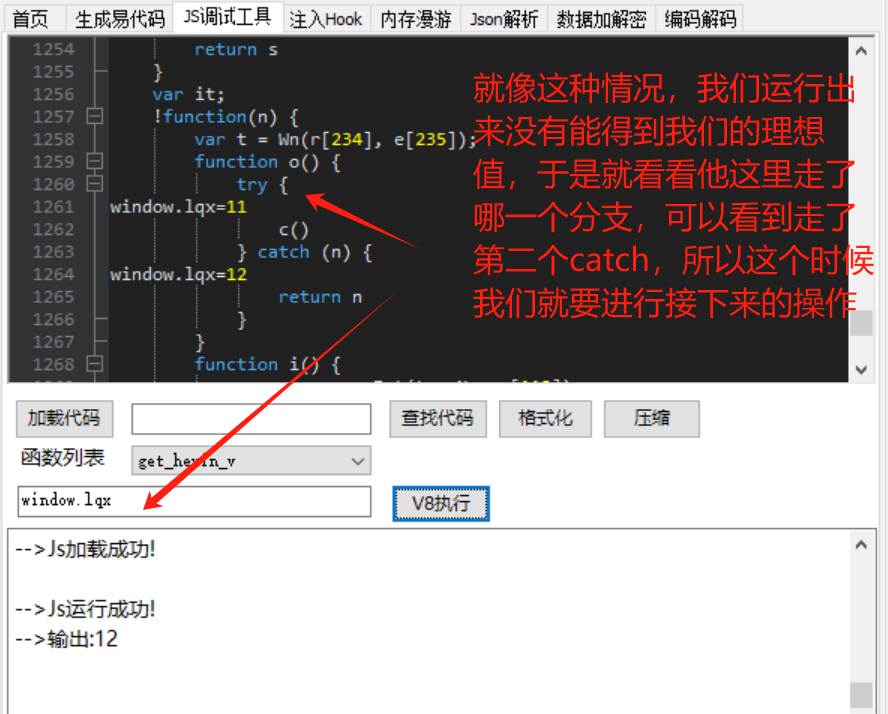 首页 生成易代码 JS调试工具 注入Hook 内存漫游 Json解析 数据加解密 编码解码
1254 return s
1255 }
1256 var it;
1257 !function(n) {
1258 var t = Wn(r[234], e[235]);
1259 function o() {
1260 try {
1261 window.lqx=11
1262 c()
1263 } catch (n) {
1264 window.lqx=12
1265 return n
1266 }
1267 }
1268 function i() {
就像这种情况，我们运行出
来没有能得到我们的理想
值，于是就看看他这里走了
哪一个分支，可以看到走了
第二个catch，所以这个时候
我们就要进行接下来的操作
加载代码 查找代码 格式化 压缩
函数列表 get_hexin_v
window.lqx V8执行
-->Js加载成功!
-->Js运行成功!
-->输出:12